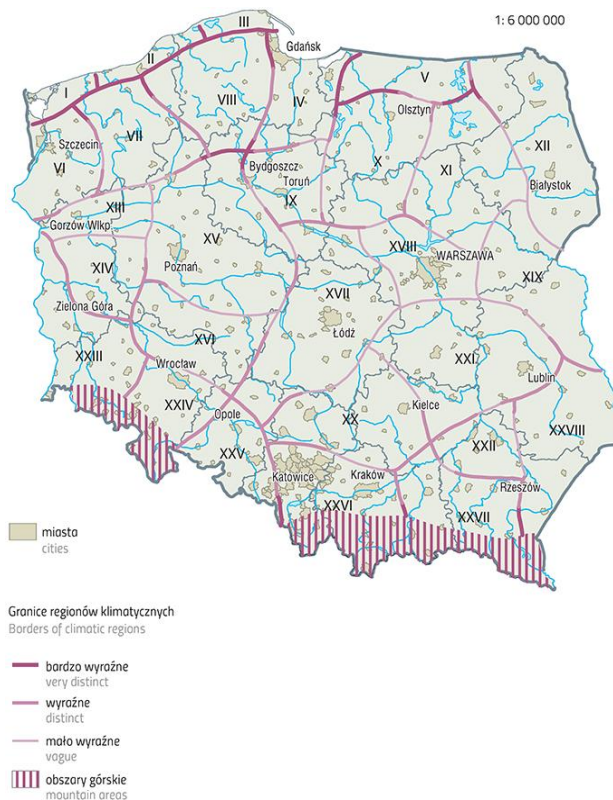 1: 6 000 000
III
Gdańsk
II
I
V
VIII
IV
Olsztyn
VII
Szczecin
XII
VI
Bydgoszcz
X
XI
Toruń
Białystok
IX
XIII
Gorzów Wlkp.
XV
XVIII
WARSZAWA
Poznań
XIV
XIX
XVII
Zielona Góra
Łódź
XVI
XXIII
XXI
Wrocław
Lublin
XXIV
Kielce
Opole
XX
XXVIII
XXII
XXV
Katowice
Kraków
Rzeszów
XXVI
XXVII
miasta
cities
Granice regionów klimatycznych
Borders of climatic regions
bardzo wyraźne
very distinct
wyraźne
distinct
mało wyraźne
vague
obszary górskie
mountain areas